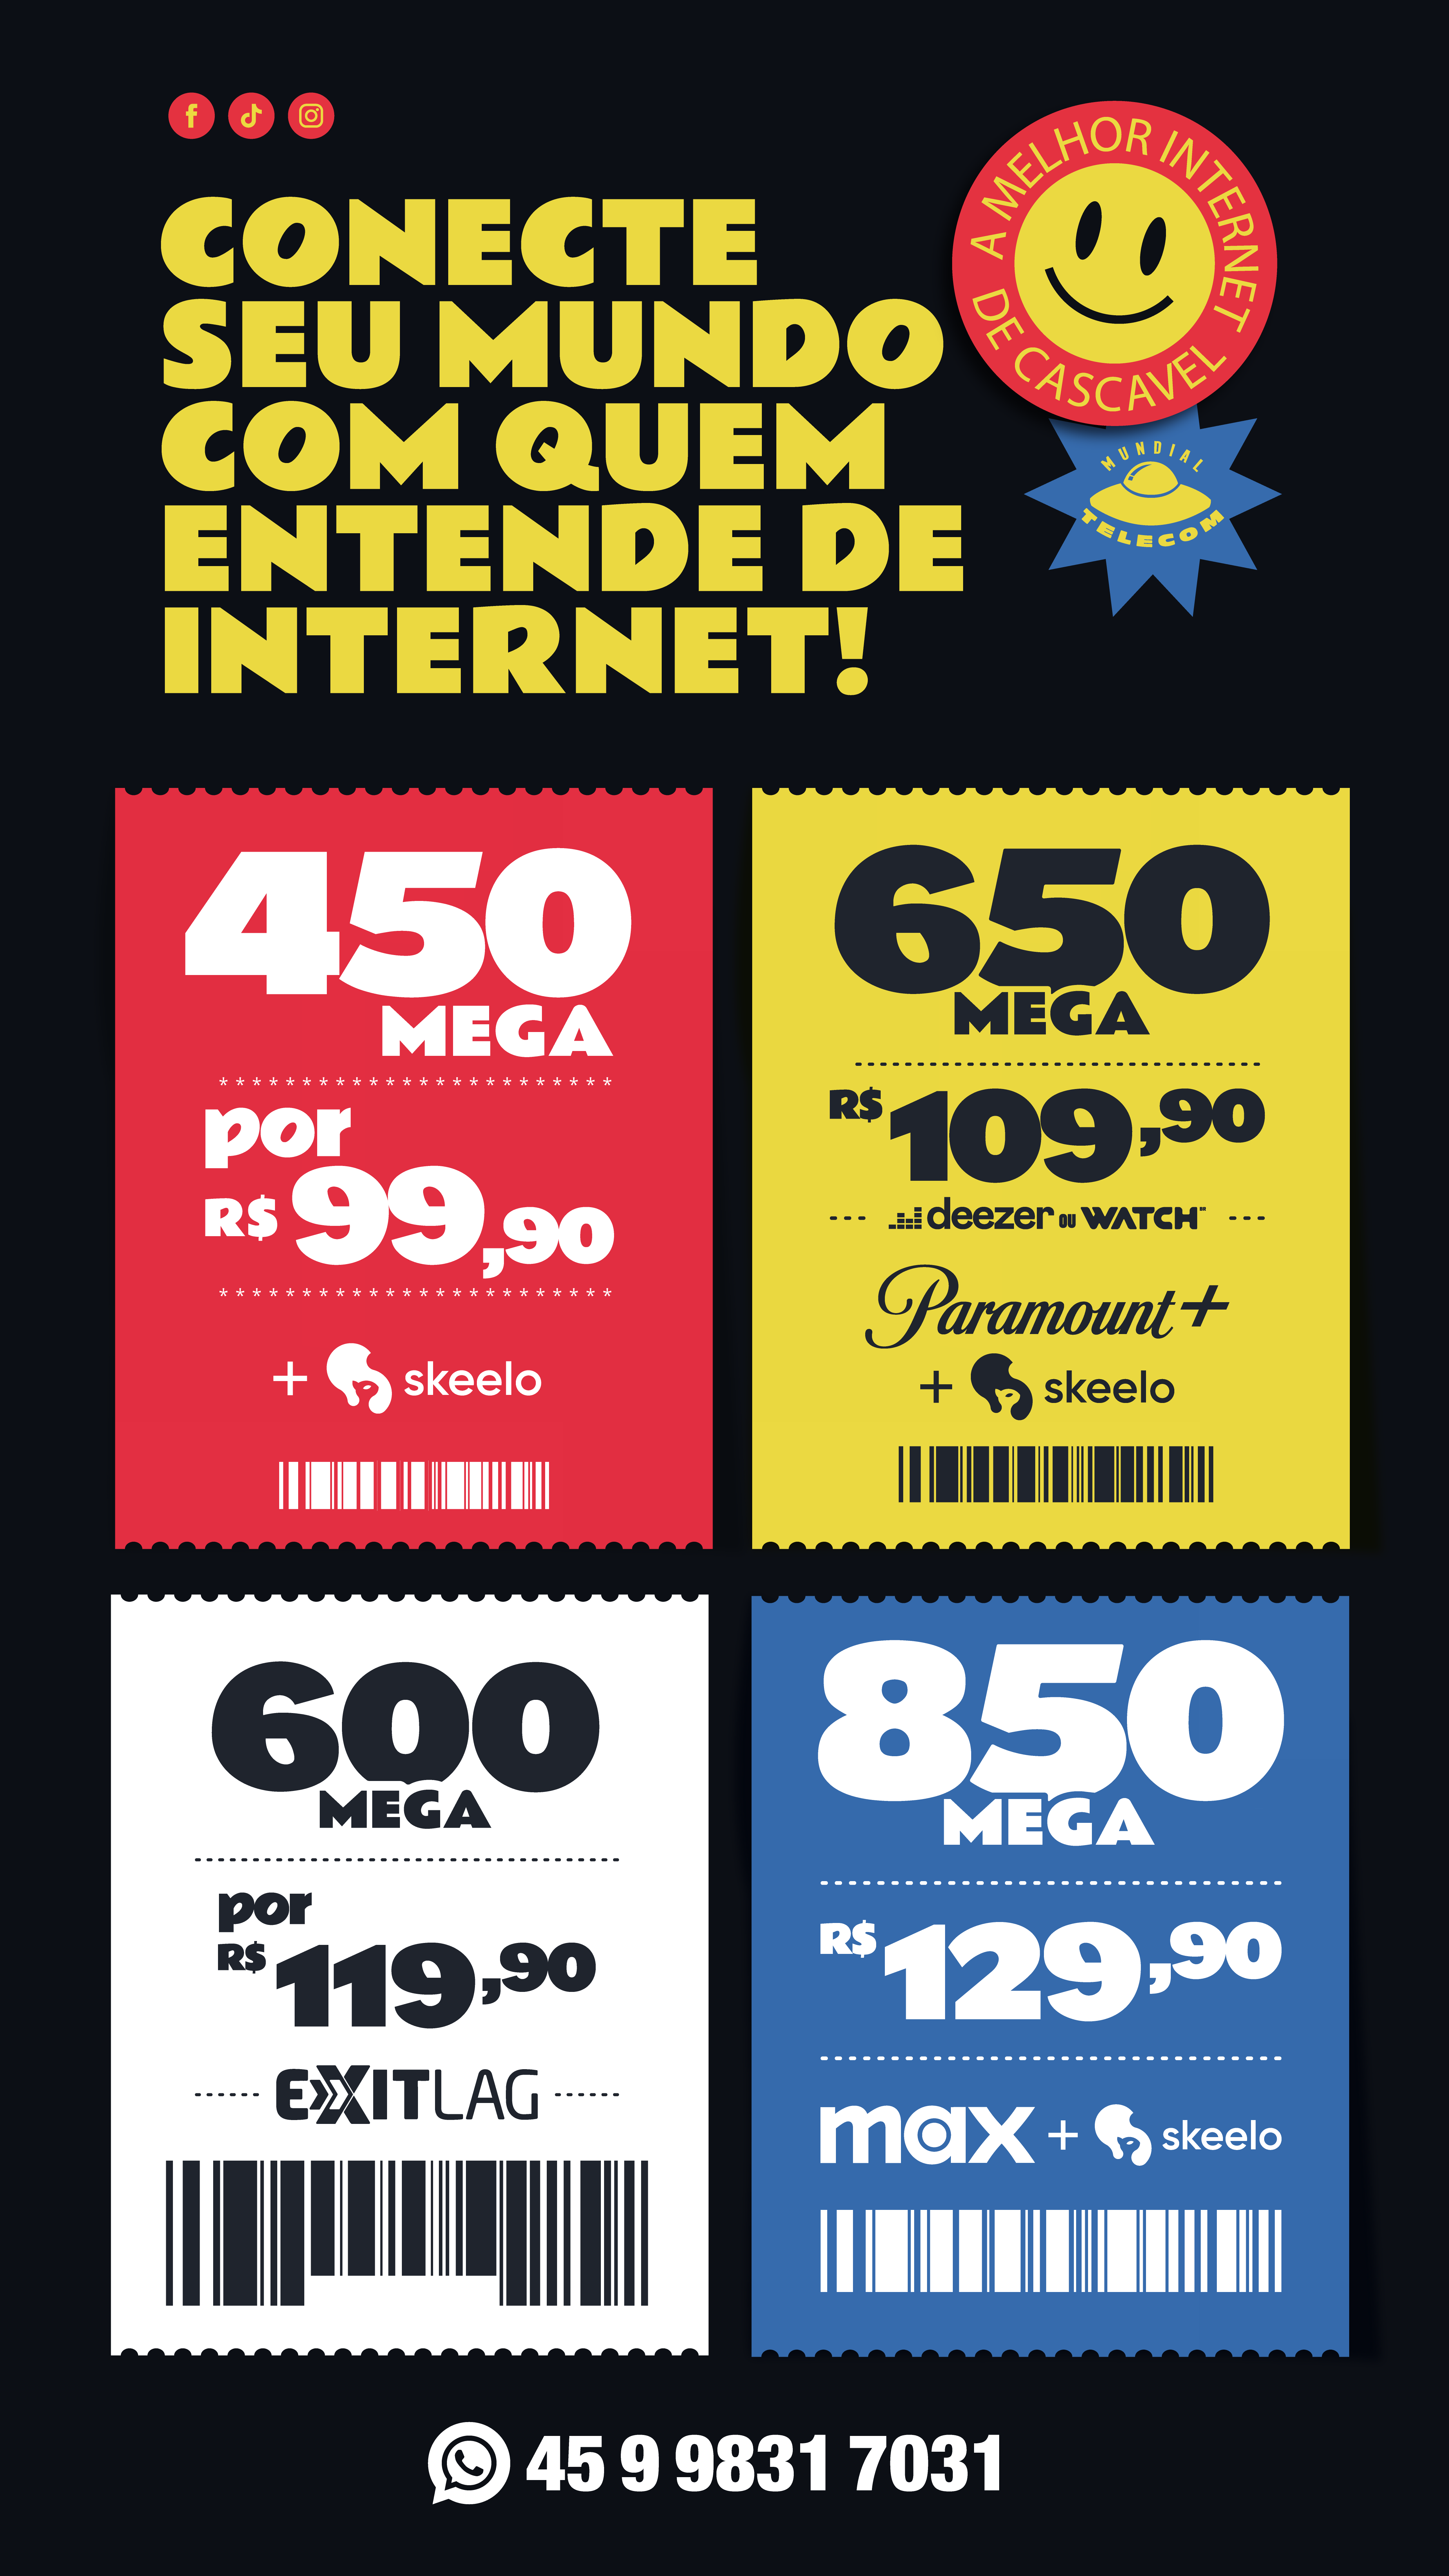 CONECTE
SEU MUNDO
COM QUEM
ENTENDE DE
INTERNET!
A MELHOR INTERNET
DE CASCAVEL
MUNDIAL
TELECOM
450
MEGA
************************
por
R$ 99,90
************************
+ skeelo
650
MEGA
R$ 109,90
deezer ou WATCH
Paramount+
+ skeelo
600
MEGA
por
R$ 119,90
EXITLAG
850
MEGA
R$ 129,90
max + skeelo
45 9 9831 7031